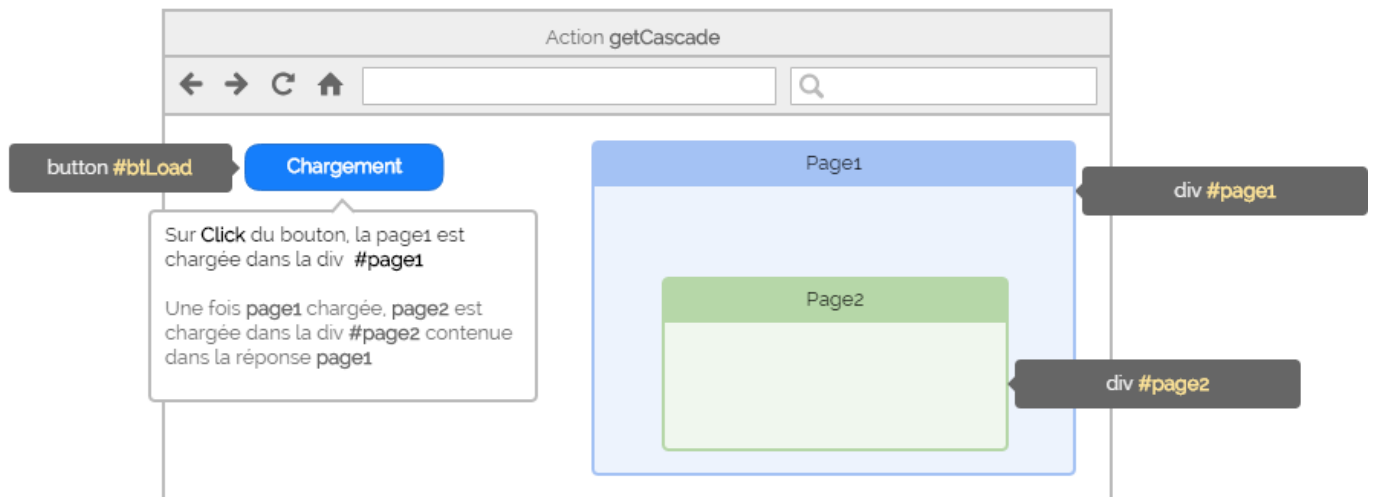 Action getCascade
button #btLoad
Chargement
Sur Click du bouton, la page1 est
chargée dans la div #page1
Une fois page1 chargée, page2 est
chargée dans la div #page2 contenue
dans la réponse page1
Page1
div #page1
Page2
div #page2